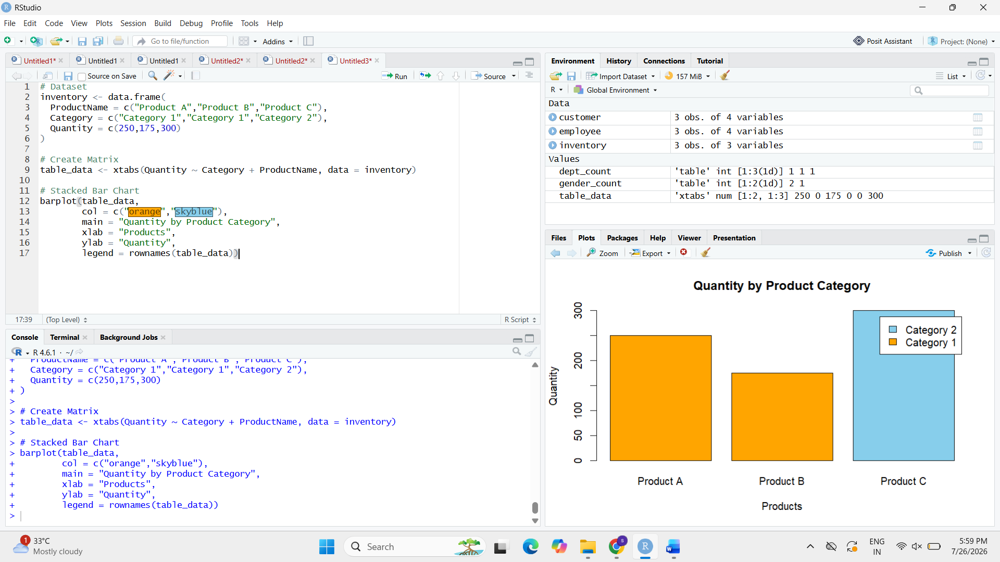 RStudio
File Edit Code View Plots Session Build Debug Profile Tools Help
Go to file/function Addins Posit Assistant Project: (None)
Untitled1* Untitled1 Untitled1 Untitled2* Untitled2* Untitled3*
Source on Save Run Source
1 # Dataset
2 inventory <- data.frame(
3 ProductName = c("Product A","Product B","Product C"),
4 Category = c("Category 1","Category 1","Category 2"),
5 Quantity = c(250,175,300)
6 )
7
8 # Create Matrix
9 table_data <- xtabs(Quantity ~ Category + ProductName, data = inventory)
10
11 # Stacked Bar Chart
12 barplot(table_data,
13 col = c("orange","skyblue"),
14 main = "Quantity by Product Category",
15 xlab = "Products",
16 ylab = "Quantity",
17 legend = rownames(table_data))
17:39 (Top Level) R Script
Console Terminal Background Jobs
R 4.6.1 · ~/
+ ProductName = c("Product A","Product B","Product C"),
+ Category = c("Category 1","Category 1","Category 2"),
+ Quantity = c(250,175,300)
+ )
>
> # Create Matrix
> table_data <- xtabs(Quantity ~ Category + ProductName, data = inventory)
>
> # Stacked Bar Chart
> barplot(table_data,
+ col = c("orange","skyblue"),
+ main = "Quantity by Product Category",
+ xlab = "Products",
+ ylab = "Quantity",
+ legend = rownames(table_data))
>
Environment History Connections Tutorial
Import Dataset 157 MiB List
R Global Environment
Data
customer 3 obs. of 4 variables
employee 3 obs. of 4 variables
inventory 3 obs. of 3 variables
Values
dept_count 'table' int [1:3(1d)] 1 1 1
gender_count 'table' int [1:2(1d)] 2 1
table_data 'xtabs' num [1:2, 1:3] 250 0 175 0 0 300
Files Plots Packages Help Viewer Presentation
Zoom Export Publish
Quantity by Product Category
Quantity
300
200
100
50
0
Category 2
Category 1
Product A Product B Product C
Products
1 33°C
Mostly cloudy
Search
ENG
IN
5:59 PM
7/26/2026